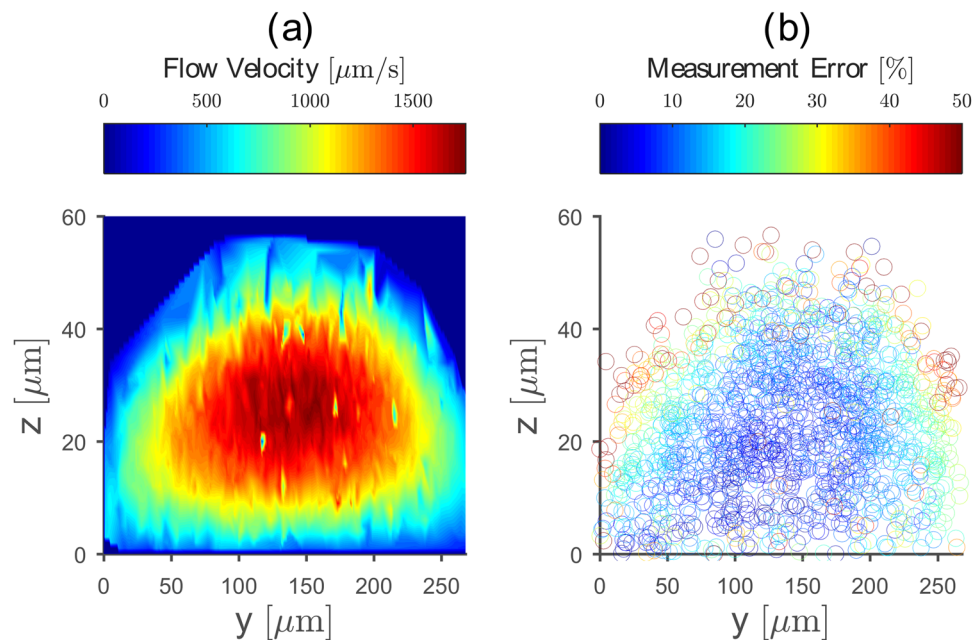 (a) (b)
Flow Velocity [μm/s] Measurement Error [%]
0 500 1000 1500 0 10 20 30 40 50
60 60
40 40
z [μm] z [μm]
20 20
0 0
0 50 100 150 200 250 0 50 100 150 200 250
y [μm] y [μm]